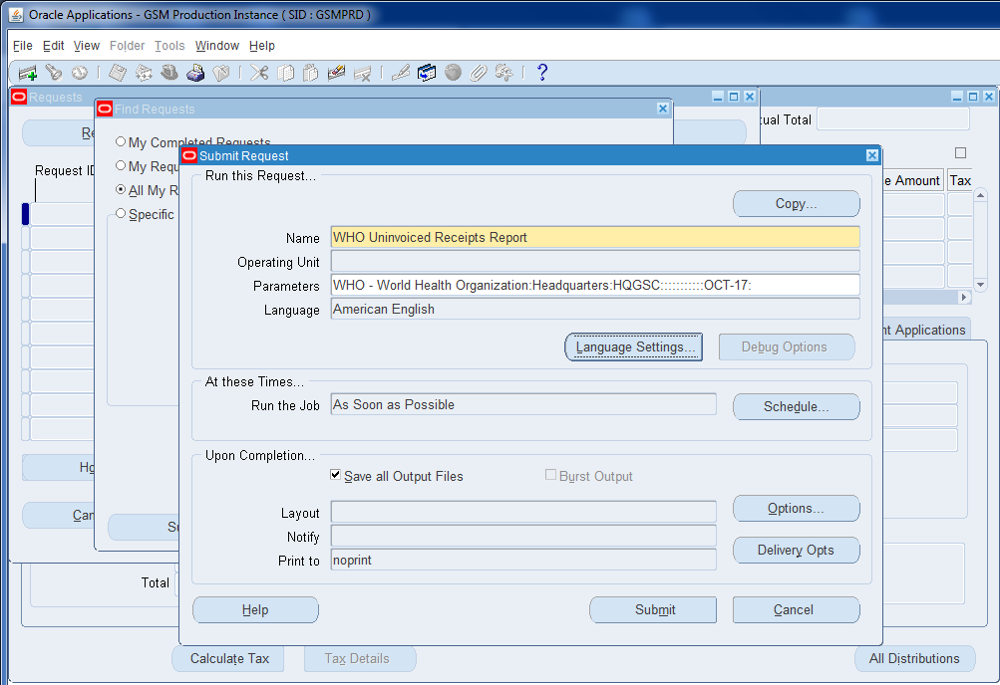 Oracle Applications - GSM Production Instance ( SID : GSMPRD )
File Edit View Folder Tools Window Help
Requests
Find Requests
tual Total
My Completed Requests
Submit Request
Run this Request...
Request ID
My Requ
e Amount Tax
All My R
Copy...
Specific
Name WHO Uninvoiced Receipts Report
Operating Unit
Parameters WHO - World Health Organization:Headquarters:HQGSC:::::::::::OCT-17:
Language American English
nt Applications
Language Settings... Debug Options
At these Times...
Run the Job As Soon as Possible Schedule...
Upon Completion...
Save all Output Files Burst Output
Layout Options...
Notify
Print to noprint Delivery Opts
Total
Help Submit Cancel
Calculate Tax Tax Details All Distributions